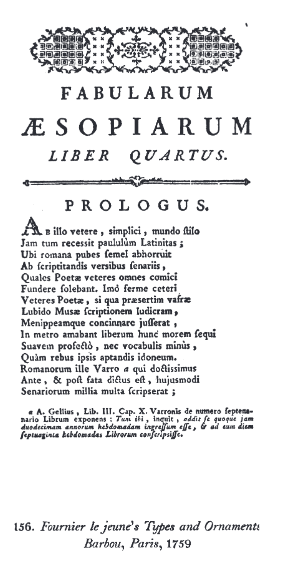 FABULARUM
ÆSOPIARUM
LIBER QUARTUS.
PROLOGUS.
AB illo vetere, simplici, mundo ſtilo
Jam tum recessit paululùm Latinitas ;
Ubi romana pubes ſemel abhorruit
Ab ſcriptitandis verſibus ſenariis,
Quales Poetæ veteres omnes comici
Fundere ſolebant. Imò ferme ceteri
Veteres Poetæ, si qua præsertim vafræ
Lubido Musæ ſcriptionem ludicram,
Menippeamque concinnare juſſerat,
In metro amabant liberum hund morem ſequi
Suavem profectò, nec vocabulis minùs,
Quàm rebus ipsis aptandis idoneum.
Romanorum ille Varro a qui doctissimus
Ante, & poſt fata dictus eſt, hujusmodi
Senariorum millia multa ſcripserat ;
a A. Gellius, Lib. III. Cap. X. Varronis de numero ſeptena-
nario Librum exponens : Tum ibi, inquit, addit ſe quoque jam
duodecimam annorum hebdomadam ingreſſum eſſe, & ad eum diem
ſeptuaginta hebdomadas Librorum conſcripſiſſe.
156. Fournier le jeune's Types and Ornaments
Barbou, Paris, 1759